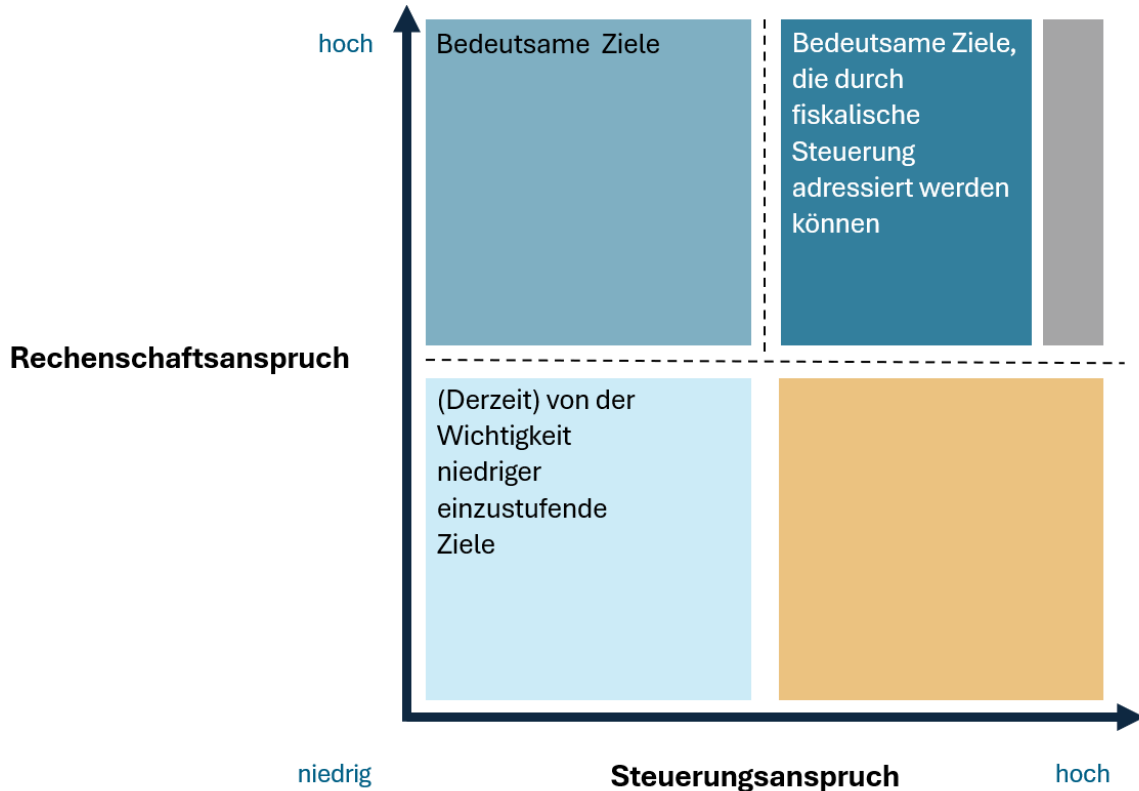 hoch
Bedeutsame Ziele
Bedeutsame Ziele,
die durch
fiskalische
Steuerung
adressiert werden
können
Rechenschaftsanspruch
(Derzeit) von der
Wichtigkeit
niedriger
einzustufende
Ziele
niedrig
Steuerungsanspruch
hoch